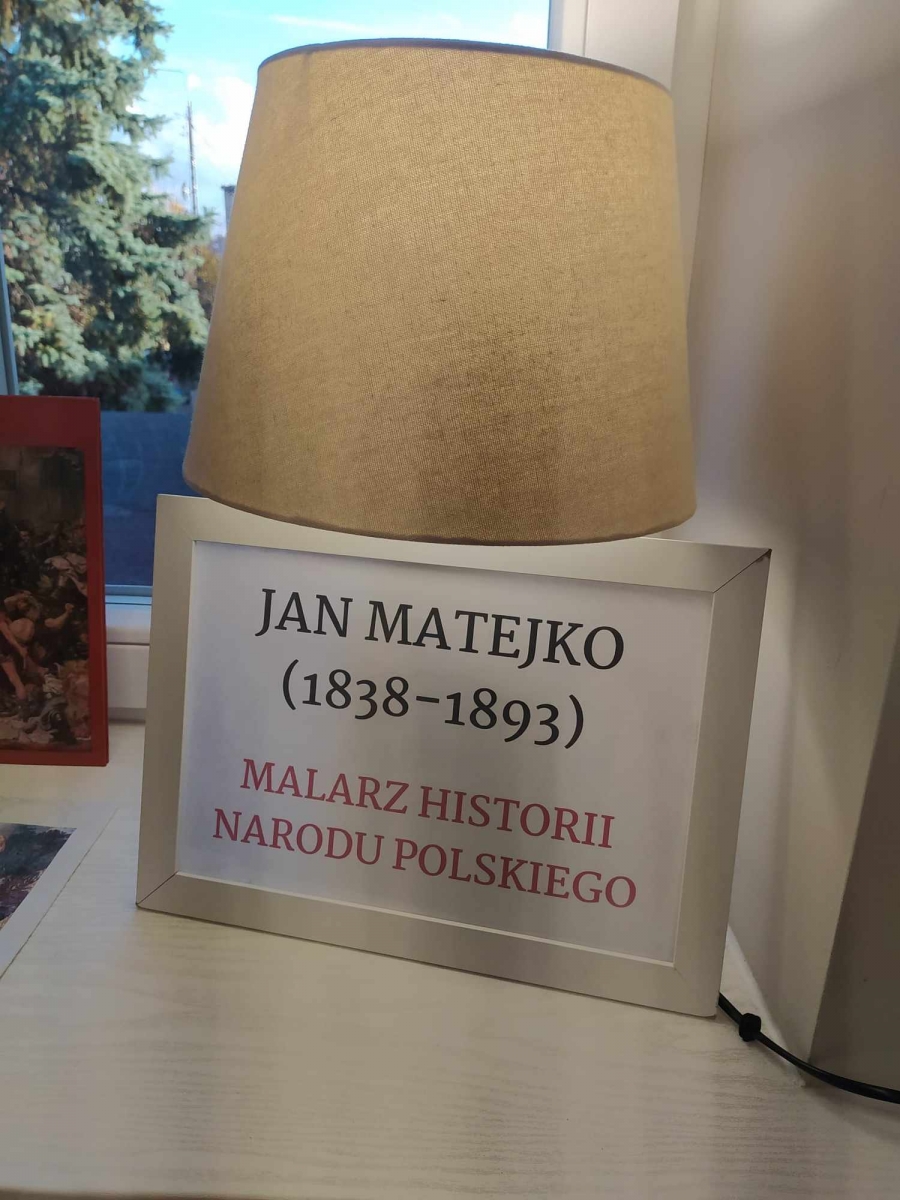 JAN MATEJKO
(1838-1893)
MALARZ HISTORII
NARODU POLSKIEGO